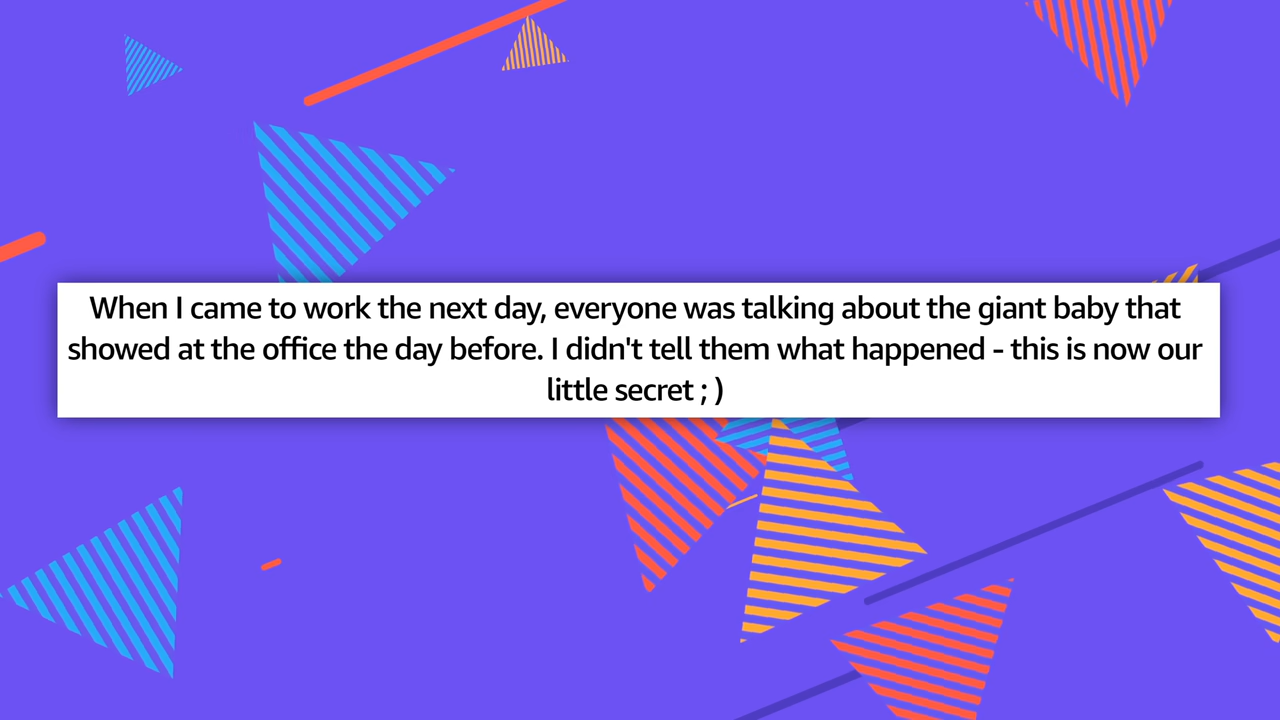 When I came to work the next day, everyone was talking about the giant baby that
showed at the office the day before. I didn't tell them what happened - this is now our
little secret ; )